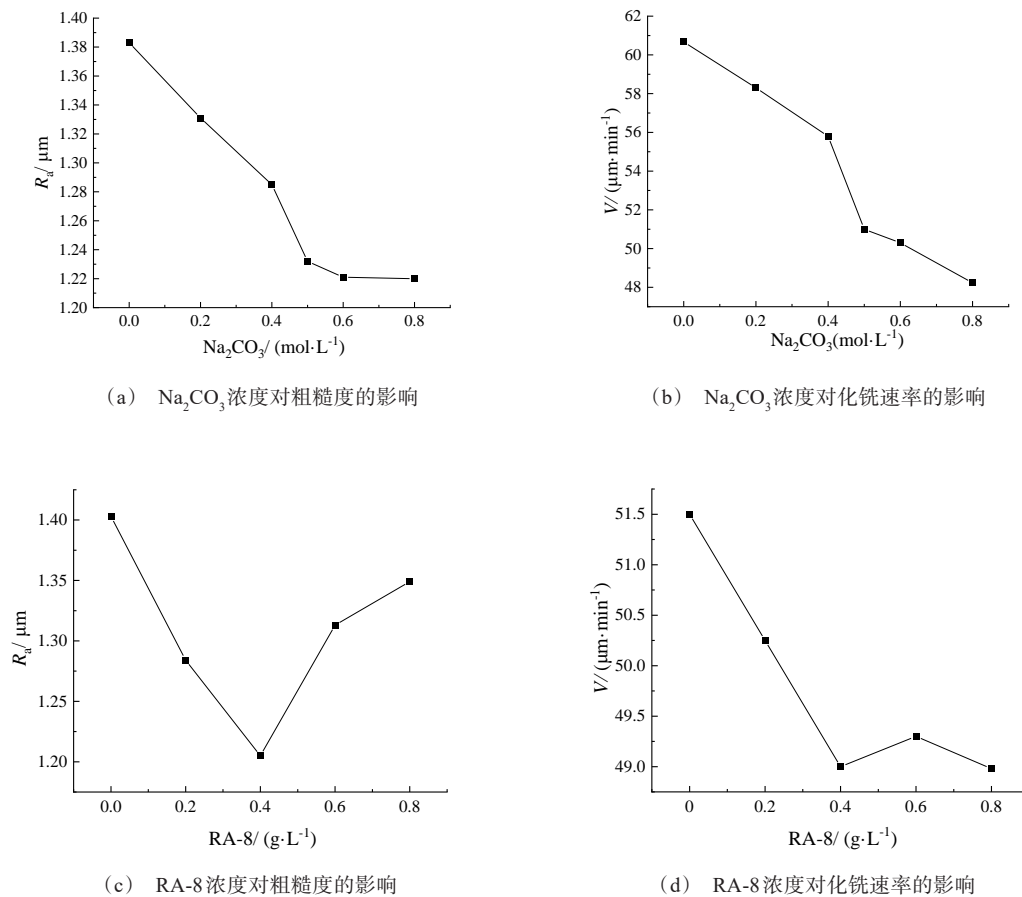 1.40
1.38
1.36
1.34
1.32
1.30
1.28
1.26
1.24
1.22
1.20
Rₐ/ μm
0.0 0.2 0.4 0.6 0.8
Na₂CO₃/ (mol·L⁻¹)
(a) Na₂CO₃浓度对粗糙度的影响
62
60
58
56
54
52
50
48
V/ (μm·min⁻¹)
0.0 0.2 0.4 0.6 0.8
Na₂CO₃(mol·L⁻¹)
(b) Na₂CO₃浓度对化铣速率的影响
1.40
1.35
1.30
1.25
1.20
Rₐ/ μm
0.0 0.2 0.4 0.6 0.8
RA-8/ (g·L⁻¹)
(c) RA-8浓度对粗糙度的影响
51.5
51.0
50.5
50.0
49.5
49.0
V/ (μm·min⁻¹)
0 0.2 0.4 0.6 0.8
RA-8/ (g·L⁻¹)
(d) RA-8浓度对化铣速率的影响